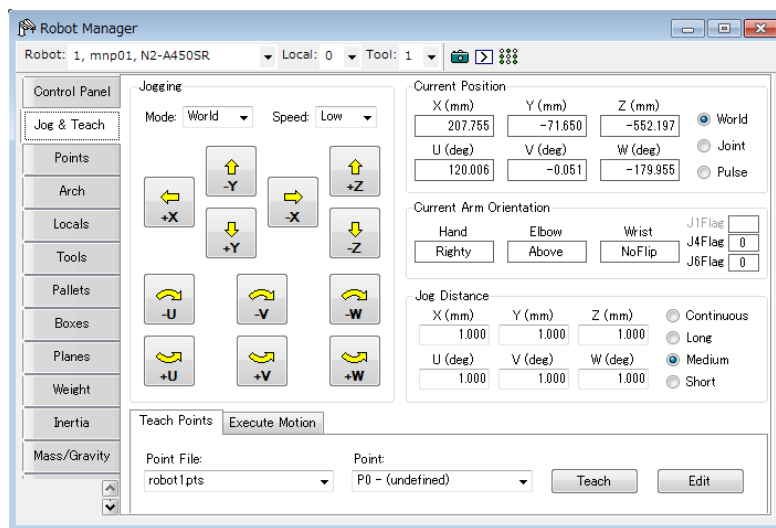 Robot Manager
Robot: 1, mnp01, N2-A450SR Local: 0 Tool: 1
Control Panel
Jog & Teach
Points
Arch
Locals
Tools
Pallets
Boxes
Planes
Weight
Inertia
Mass/Gravity
Jogging
Mode: World Speed: Low
-Y +Z
+X -X
+Y -Z
-U -V -W
+U +V +W
Current Position
X (mm) Y (mm) Z (mm)
207.755 -71.650 -552.197 World
U (deg) V (deg) W (deg) Joint
120.006 -0.051 -179.955 Pulse
Current Arm Orientation
Hand Elbow Wrist J1Flag
Righty Above NoFlip J4Flag 0
J6Flag 0
Jog Distance
X (mm) Y (mm) Z (mm) Continuous
1.000 1.000 1.000 Long
U (deg) V (deg) W (deg) Medium
1.000 1.000 1.000 Short
Teach Points Execute Motion
Point File: Point:
robot1.pts P0 - (undefined) Teach Edit